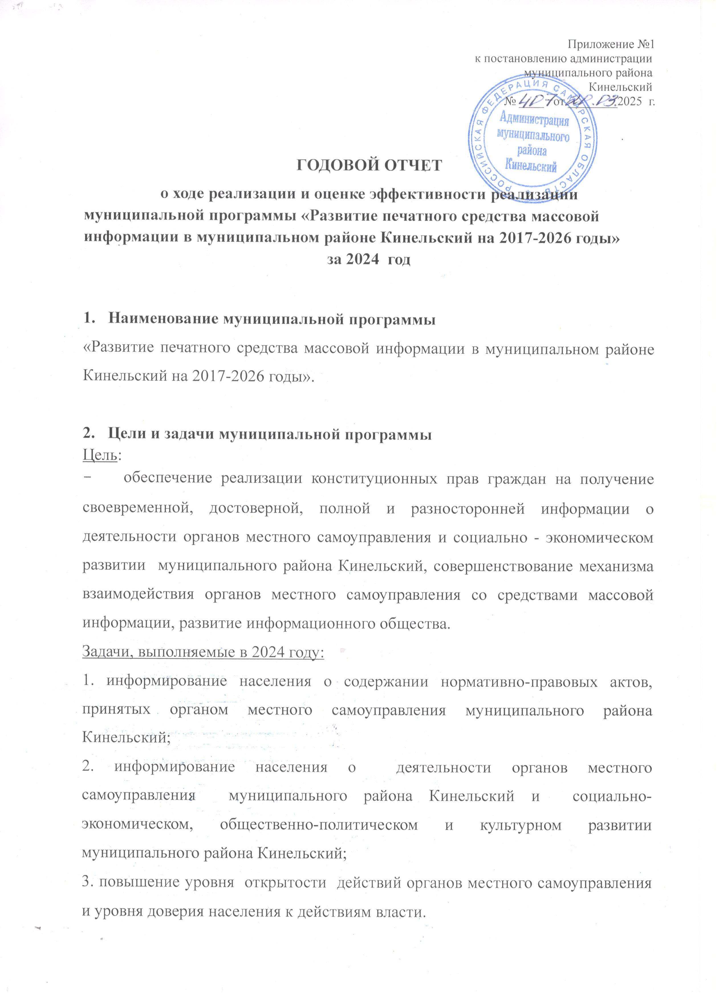 Приложение №1
к постановлению администрации
муниципального района
Кинельский
№ 407 от .03.2025 г.
РОССИЙСКАЯ ФЕДЕРАЦИЯ САМАРСКАЯ ОБЛАСТЬ *
Администрация
муниципального
района
Кинельский
ГОДОВОЙ ОТЧЕТ
о ходе реализации и оценке эффективности реализации
муниципальной программы «Развитие печатного средства массовой
информации в муниципальном районе Кинельский на 2017-2026 годы»
за 2024 год
1. Наименование муниципальной программы
«Развитие печатного средства массовой информации в муниципальном районе
Кинельский на 2017-2026 годы».
2. Цели и задачи муниципальной программы
Цель:
– обеспечение реализации конституционных прав граждан на получение
своевременной, достоверной, полной и разносторонней информации о
деятельности органов местного самоуправления и социально - экономическом
развитии муниципального района Кинельский, совершенствование механизма
взаимодействия органов местного самоуправления со средствами массовой
информации, развитие информационного общества.
Задачи, выполняемые в 2024 году:
1. информирование населения о содержании нормативно-правовых актов,
принятых органом местного самоуправления муниципального района
Кинельский;
2. информирование населения о деятельности органов местного
самоуправления муниципального района Кинельский и социально-
экономическом, общественно-политическом и культурном развитии
муниципального района Кинельский;
3. повышение уровня открытости действий органов местного самоуправления
и уровня доверия населения к действиям власти.